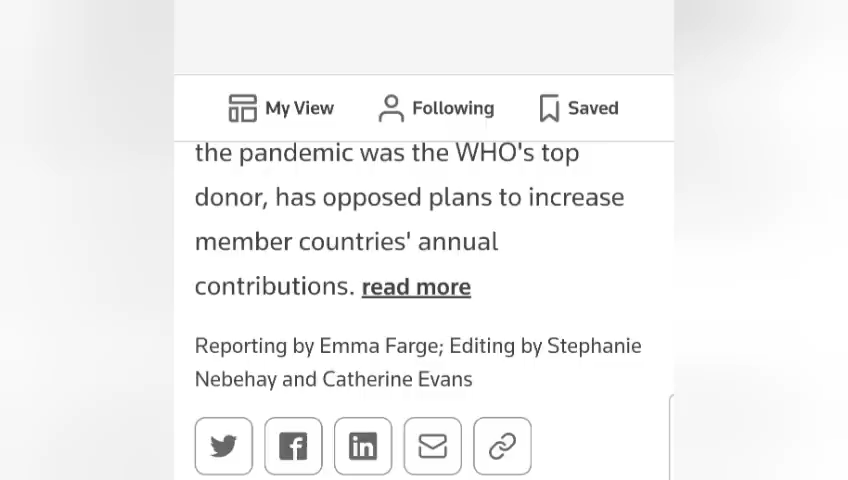 My View Following Saved
the pandemic was the WHO's top
donor, has opposed plans to increase
member countries' annual
contributions. read more
Reporting by Emma Farge; Editing by Stephanie
Nebehay and Catherine Evans